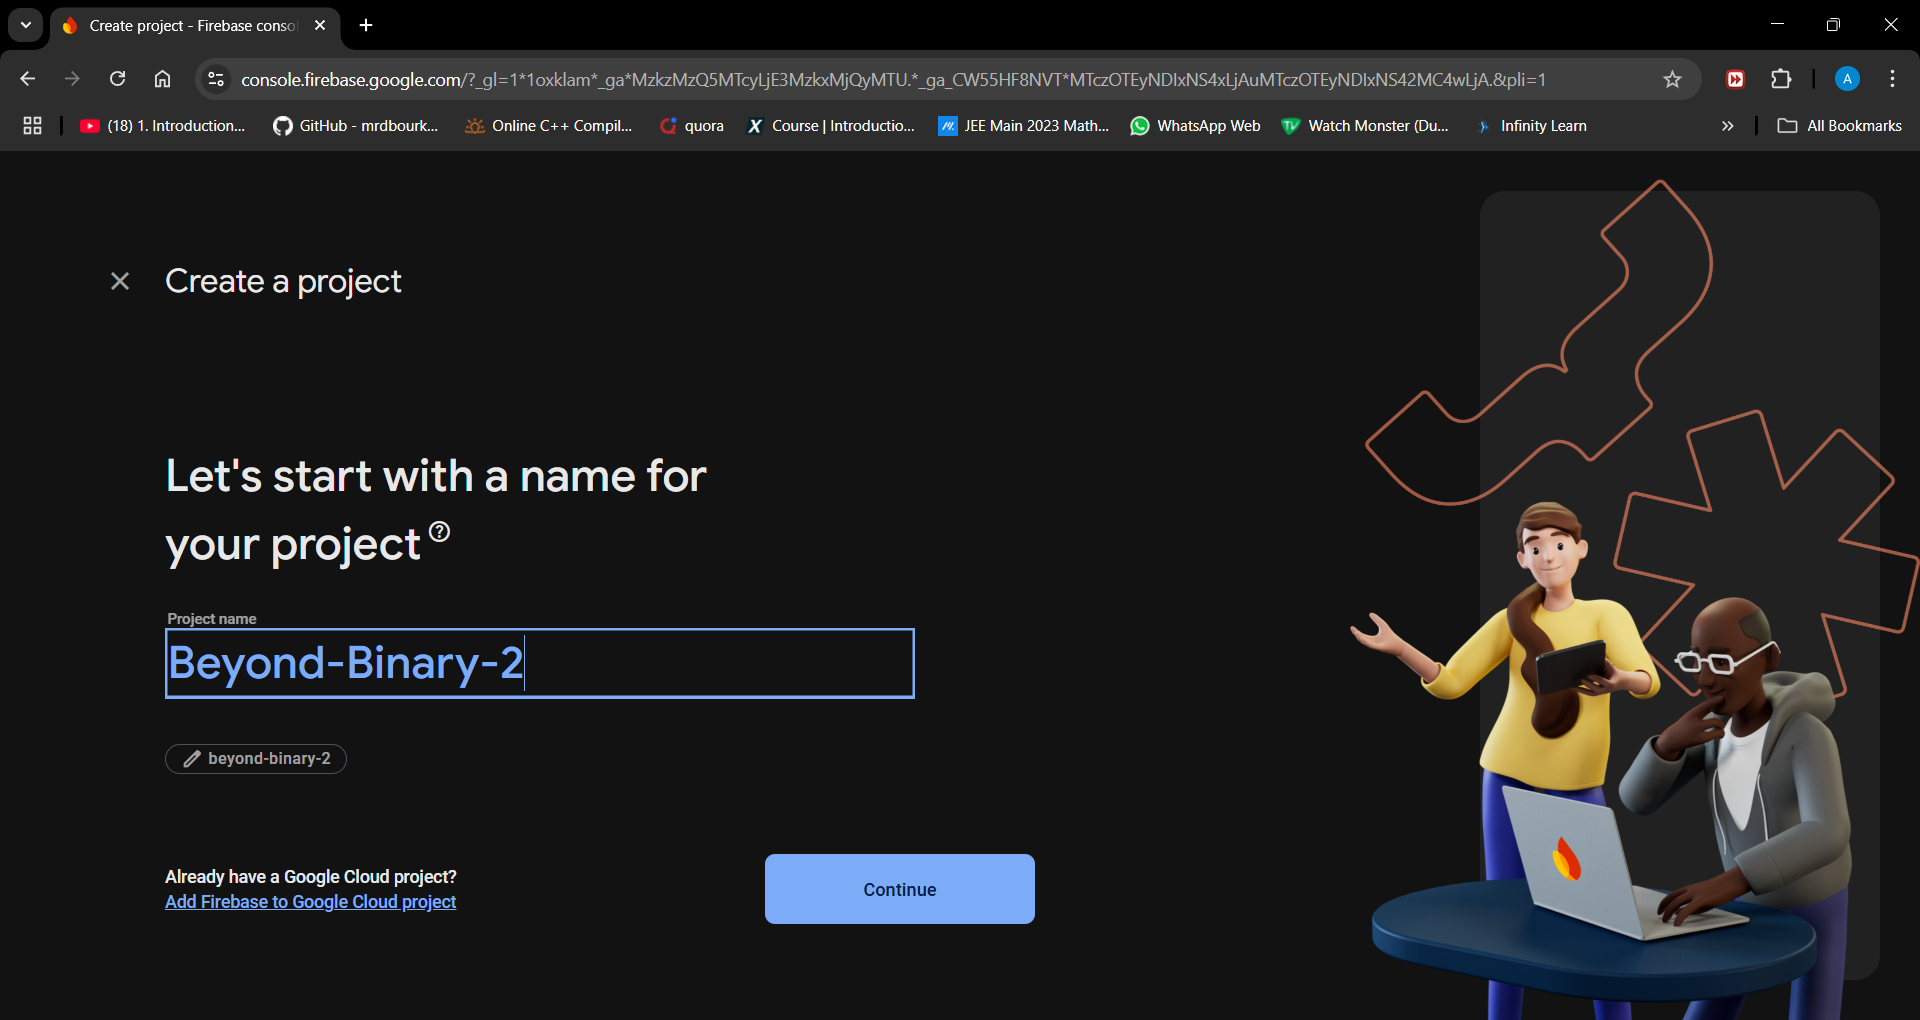 Create project - Firebase conso
console.firebase.google.com/?_gl=1*1oxklam*_ga*MzkzMzQ5MTcyLjE3MzkxMjQyMTU.*_ga_CW55HF8NVT*MTczOTEyNDIxNS4xLjAuMTczOTEyNDIxNS42MC4wLjA.&pli=1
A
(18) 1. Introduction...
GitHub - mrdbourk...
Online C++ Compil...
quora
Course | Introductio...
JEE Main 2023 Math...
WhatsApp Web
Watch Monster (Du...
Infinity Learn
All Bookmarks
Create a project
Let's start with a name for
your project
Project name
Beyond-Binary-2
beyond-binary-2
Already have a Google Cloud project?
Add Firebase to Google Cloud project
Continue